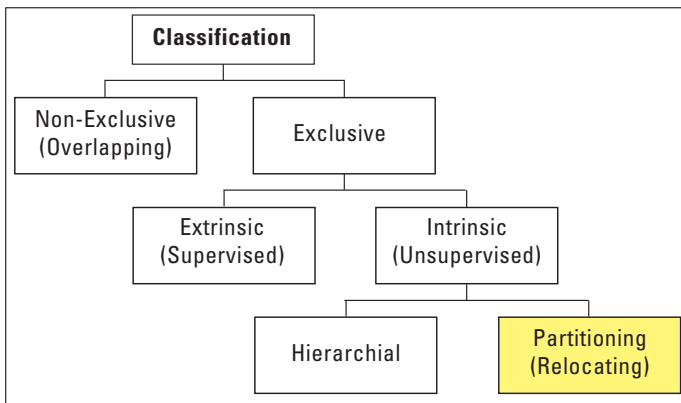 Classification
Non-Exclusive
(Overlapping)
Exclusive
Extrinsic
(Supervised)
Intrinsic
(Unsupervised)
Hierarchial
Partitioning
(Relocating)